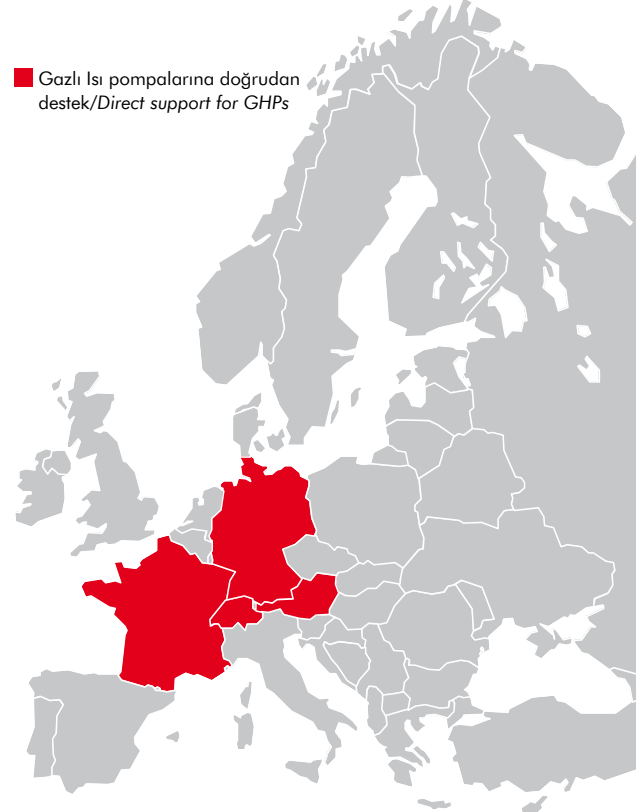 Gazlı Isı pompalarına doğrudan
destek/Direct support for GHPs